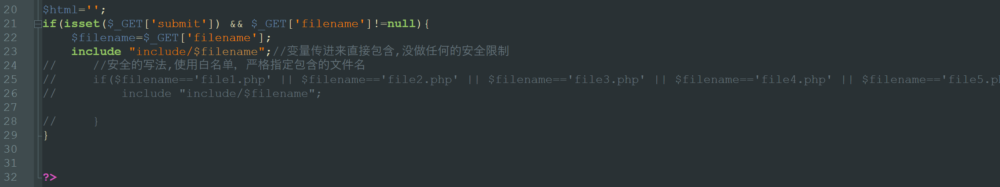 20 $html='';
21 if(isset($_GET['submit']) && $_GET['filename']!=null){
22     $filename=$_GET['filename'];
23     include "include/$filename";//变量传进来直接包含,没做任何的安全限制
24 //     //安全的写法,使用白名单，严格指定包含的文件名
25 //     if($filename=='file1.php' || $filename=='file2.php' || $filename=='file3.php' || $filename=='file4.php' || $filename=='file5.ph
26 //         include "include/$filename";
27
28 //     }
29 }
30
31
32 ?>